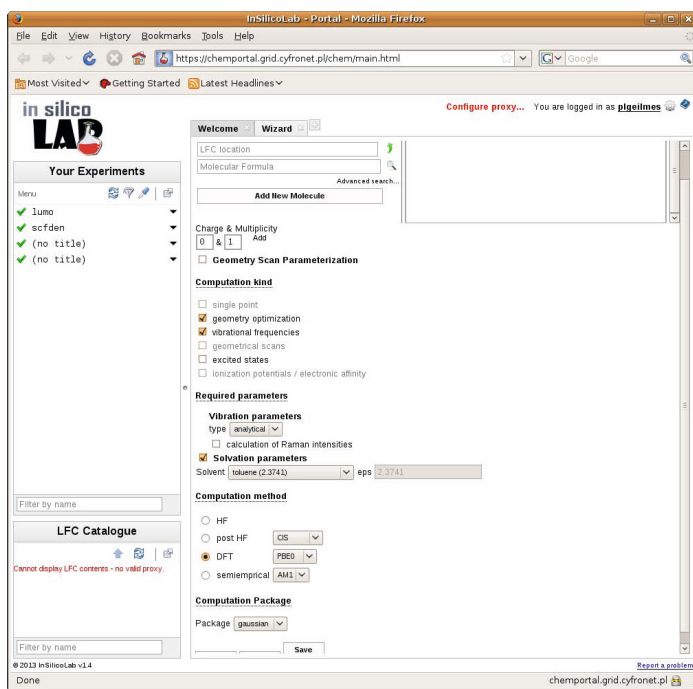 InSilicoLab - Portal - Mozilla Firefox
File Edit View History Bookmarks Tools Help
https://chemportal.grid.cyfronet.pl/chem/main.html
Google
Most Visited Getting Started Latest Headlines
in silico
LAB
Configure proxy... You are logged in as plgeilmes
Welcome Wizard
Your Experiments
Menu
lumo
scfden
(no title)
(no title)
Filter by name
LFC Catalogue
Cannot display LFC contents - no valid proxy.
Filter by name
LFC location
Molecular Formula
Advanced search...
Add New Molecule
Charge & Multiplicity
0 & 1 Add
Geometry Scan Parameterization
Computation kind
single point
geometry optimization
vibrational frequencies
geometrical scans
excited states
ionization potentials / electronic affinity
Required parameters
Vibration parameters
type analytical
calculation of Raman intensities
Solvation parameters
Solvent toluene (2.3741) eps 2.3741
Computation method
HF
post HF CIS
DFT PBE0
semiemprical AM1
Computation Package
Package gaussian
Save
© 2013 InSilicoLab v1.4
Report a problem
Done
chemportal.grid.cyfronet.pl